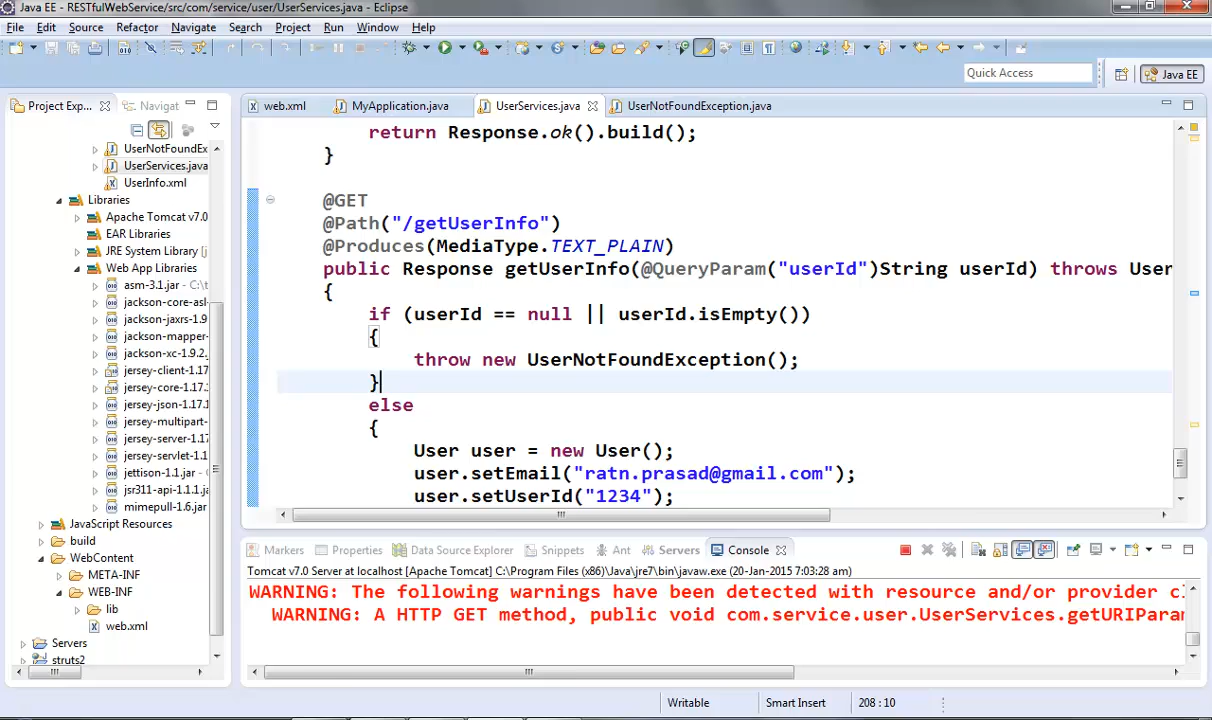 Java EE - RESTfulWebService/src/com/service/user/UserServices.java - Eclipse
File Edit Source Refactor Navigate Search Project Run Window Help
Quick Access
Java EE
Project Exp...
Navigat
UserNotFoundEx
UserServices.java
UserInfo.xml
Libraries
Apache Tomcat v7.0
EAR Libraries
JRE System Library [j
Web App Libraries
asm-3.1.jar - C:\t
jackson-core-asl-
jackson-jaxrs-1.9
jackson-mapper-
jackson-xc-1.9.2.
jersey-client-1.17
jersey-core-1.17.
jersey-json-1.17.
jersey-multipart-
jersey-server-1.17
jersey-servlet-1.1
jettison-1.1.jar -
jsr311-api-1.1.1.ja
mimepull-1.6.jar
JavaScript Resources
build
WebContent
META-INF
WEB-INF
lib
web.xml
Servers
struts2
web.xml MyApplication.java UserServices.java UserNotFoundException.java
return Response.ok().build();
}
@GET
@Path("/getUserInfo")
@Produces(MediaType.TEXT_PLAIN)
public Response getUserInfo(@QueryParam("userId")String userId) throws User
{
if (userId == null || userId.isEmpty())
{
throw new UserNotFoundException();
}
else
{
User user = new User();
user.setEmail("ratn.prasad@gmail.com");
user.setUserId("1234");
Markers Properties Data Source Explorer Snippets Ant Servers Console
Tomcat v7.0 Server at localhost [Apache Tomcat] C:\Program Files (x86)\Java\jre7\bin\javaw.exe (20-Jan-2015 7:03:28 am)
WARNING: The following warnings have been detected with resource and/or provider cl
WARNING: A HTTP GET method, public void com.service.user.UserServices.getURIParam
Writable
Smart Insert
208 : 10